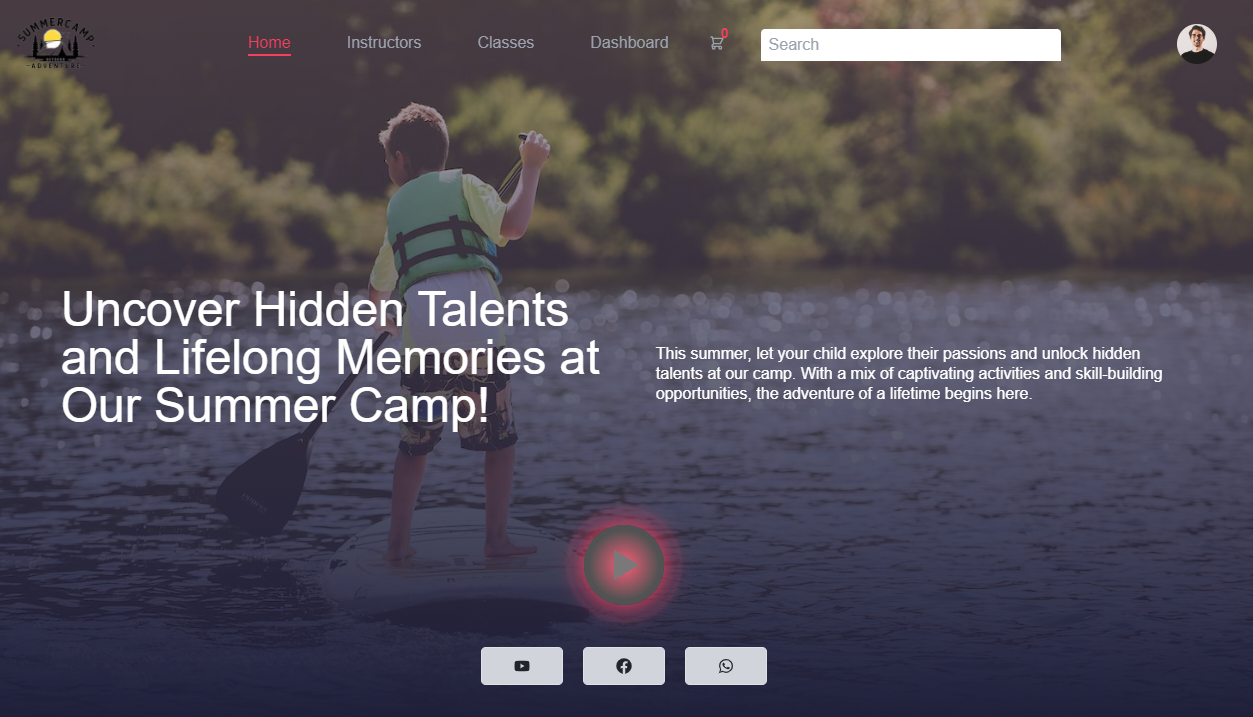 SUMMERCAMP
ADVENTURE
Home
Instructors
Classes
Dashboard
0
Search
Uncover Hidden Talents
and Lifelong Memories at
Our Summer Camp!
This summer, let your child explore their passions and unlock hidden
talents at our camp. With a mix of captivating activities and skill-building
opportunities, the adventure of a lifetime begins here.